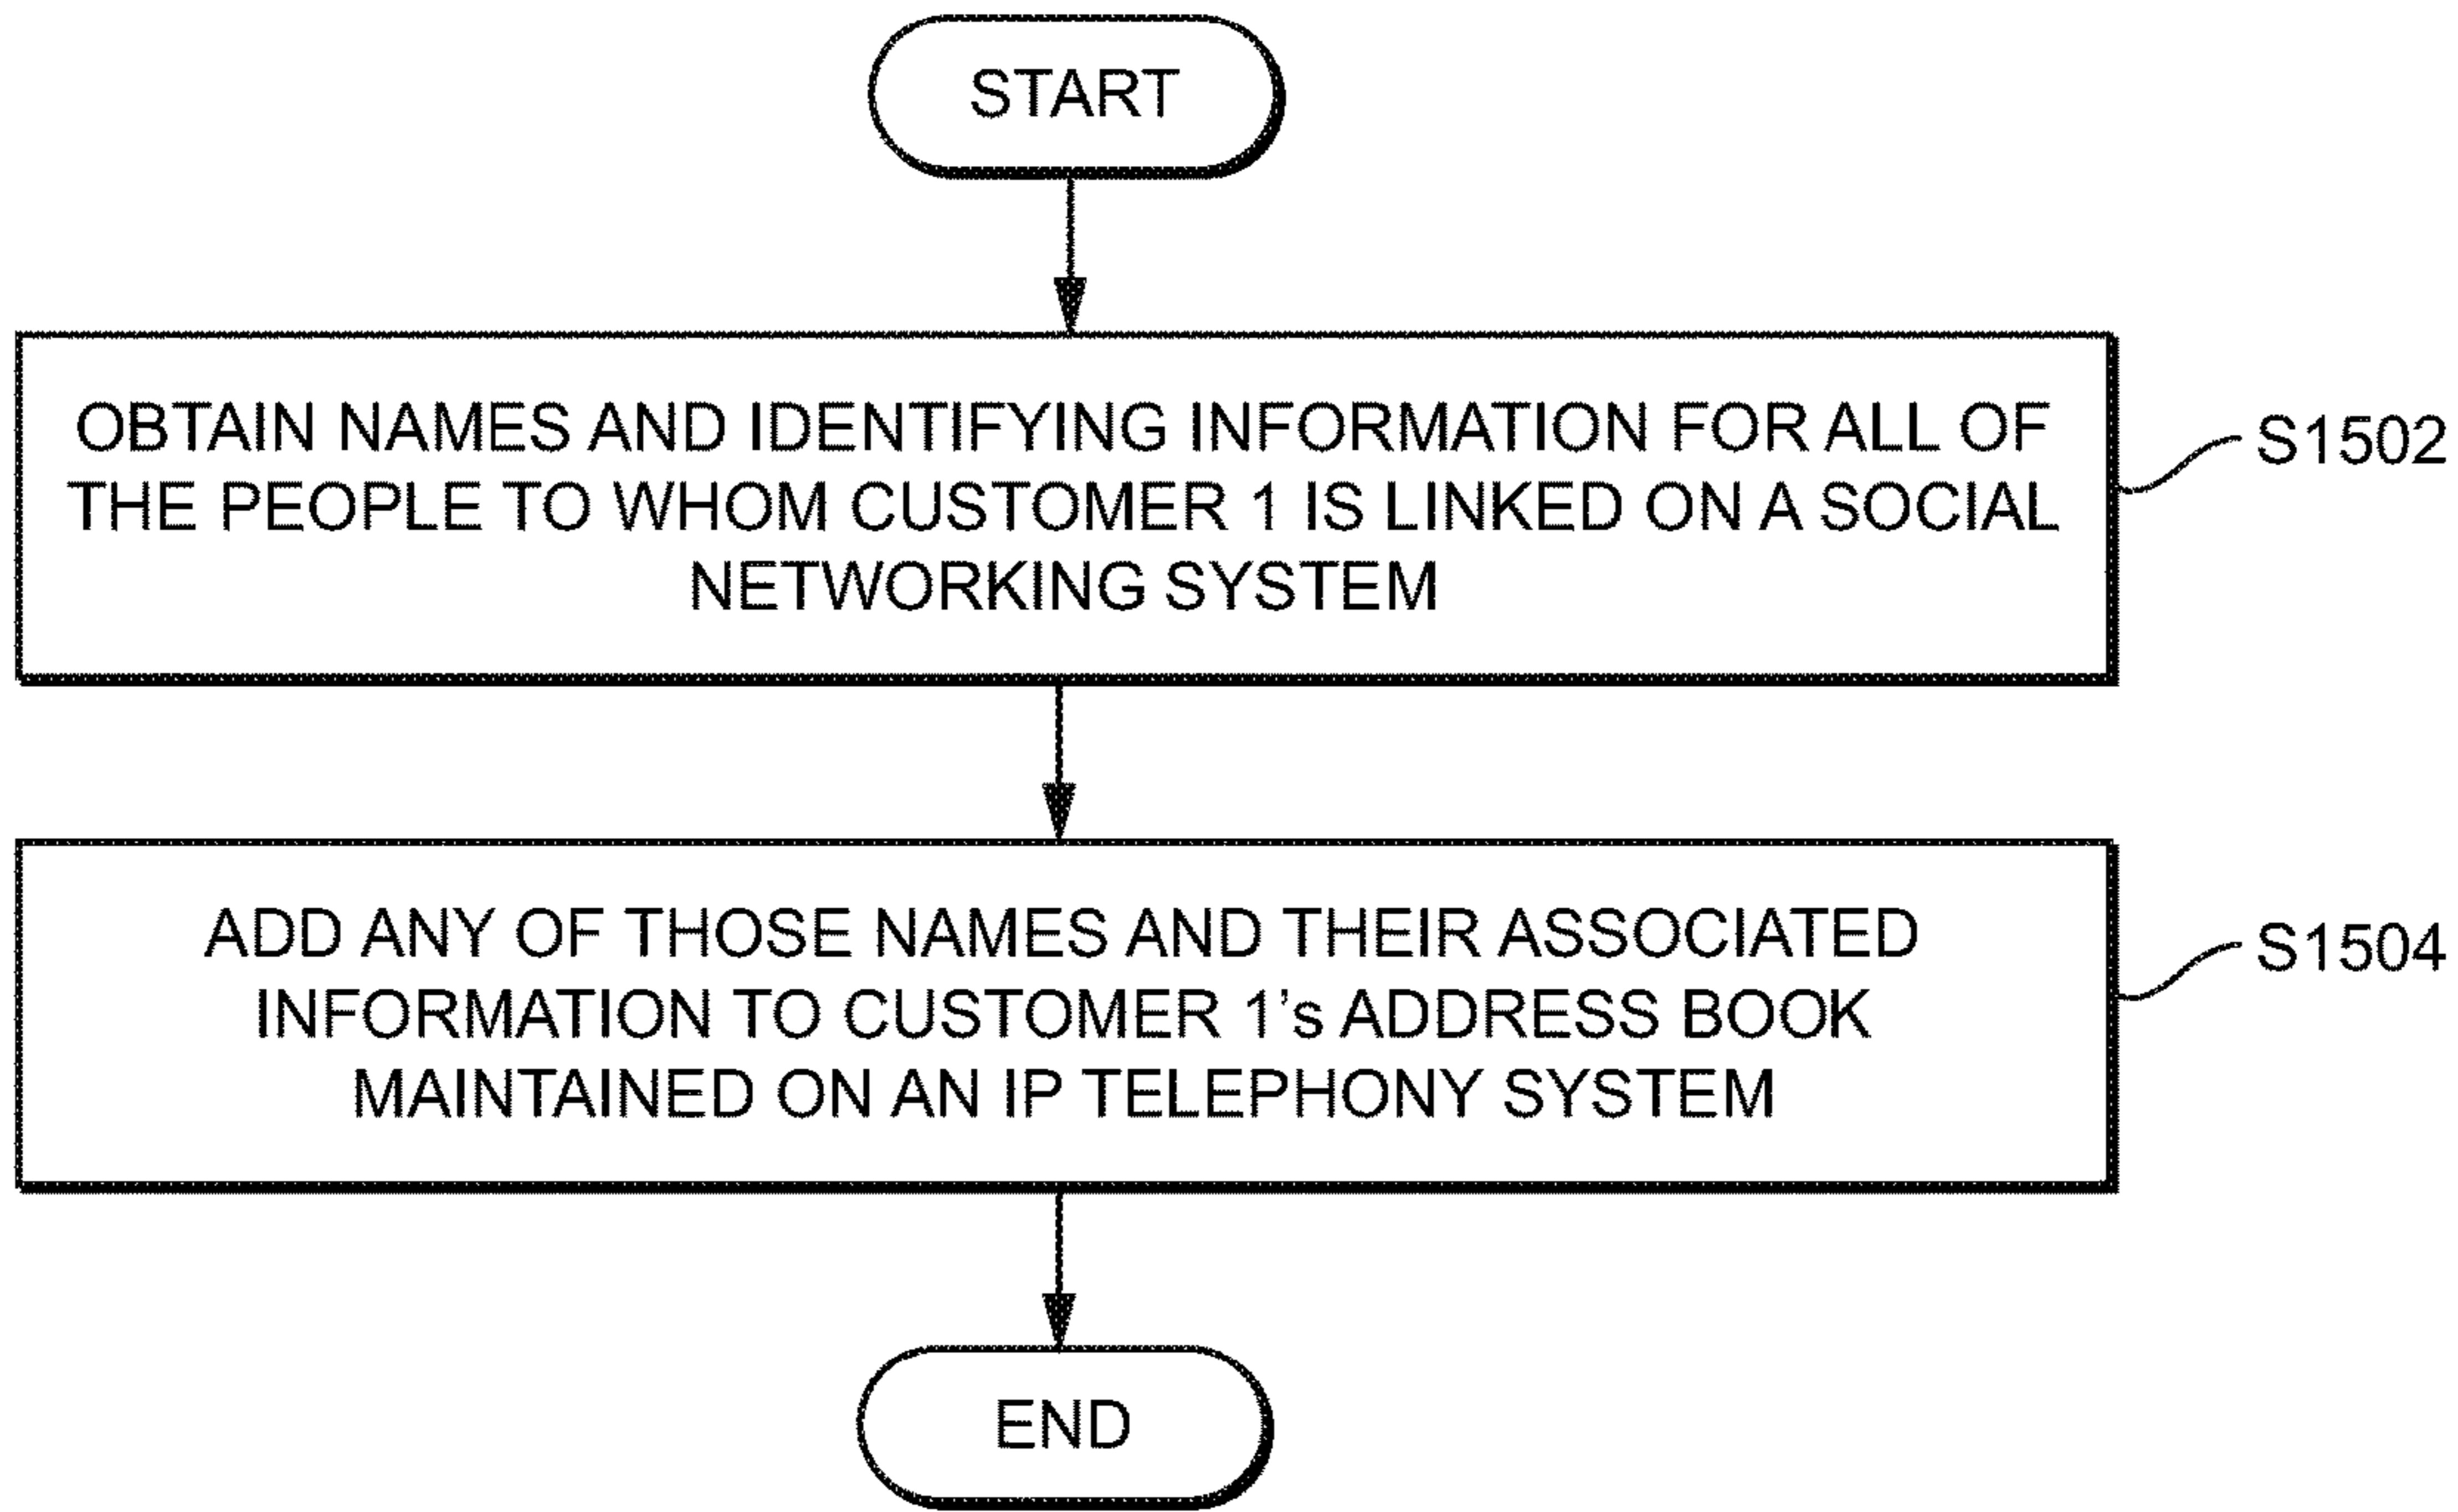 START
OBTAIN NAMES AND IDENTIFYING INFORMATION FOR ALL OF
THE PEOPLE TO WHOM CUSTOMER 1 IS LINKED ON A SOCIAL
NETWORKING SYSTEM
S1502
ADD ANY OF THOSE NAMES AND THEIR ASSOCIATED
INFORMATION TO CUSTOMER 1’s ADDRESS BOOK
MAINTAINED ON AN IP TELEPHONY SYSTEM
S1504
END